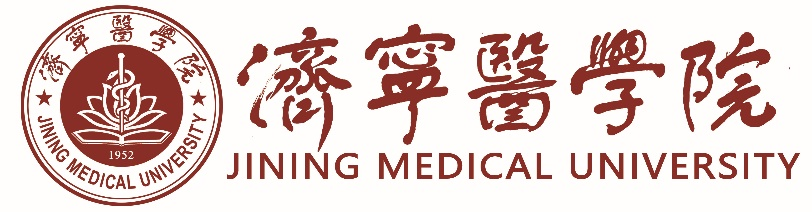 濟寧醫學院
JINING MEDICAL UNIVERSITY
1952
濟寧醫學院
JINING MEDICAL UNIVERSITY